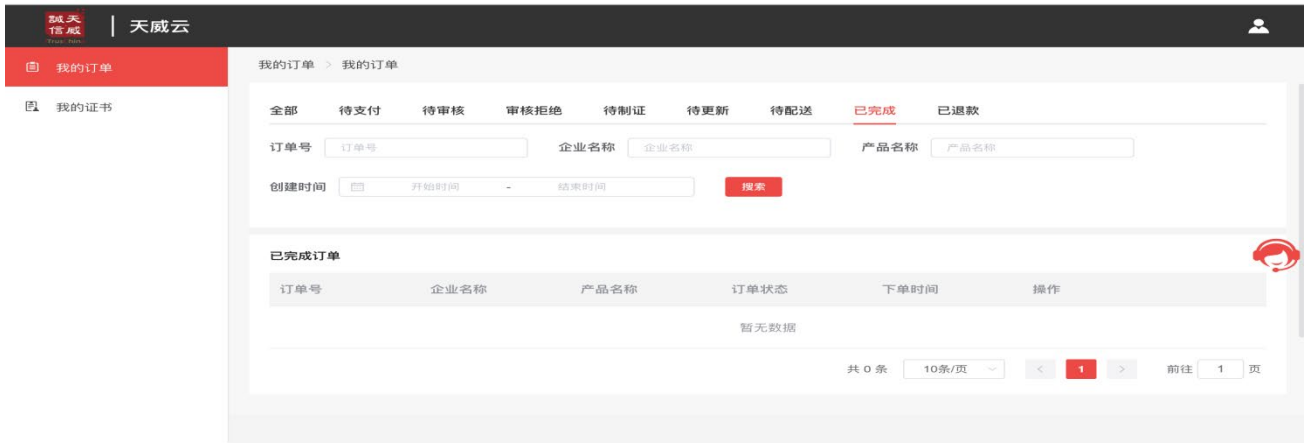 誠天
信威
天威云
我的订单
我的证书
我的订单 > 我的订单
全部 待支付 待审核 审核拒绝 待制证 待更新 待配送 已完成 已退款
订单号 订单号 企业名称 企业名称 产品名称 产品名称
创建时间 开始时间 - 结束时间 搜索
已完成订单
订单号 企业名称 产品名称 订单状态 下单时间 操作
暂无数据
共 0 条 10条/页 < 1 > 前往 1 页